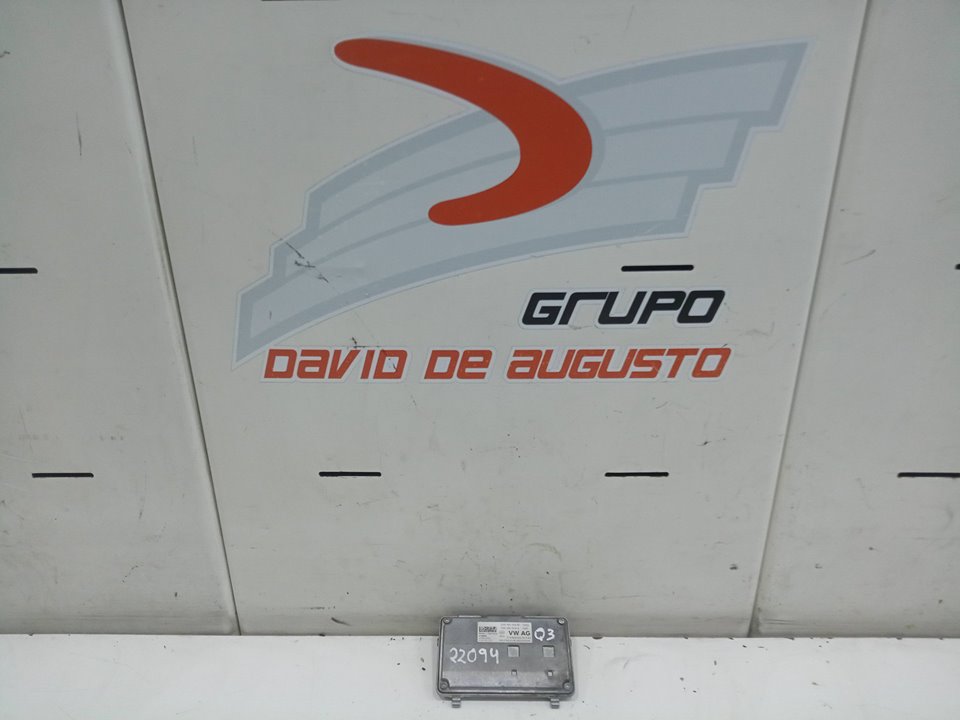 GRUPO
DAVID DE AUGUSTO
VW AG
Q3
22094